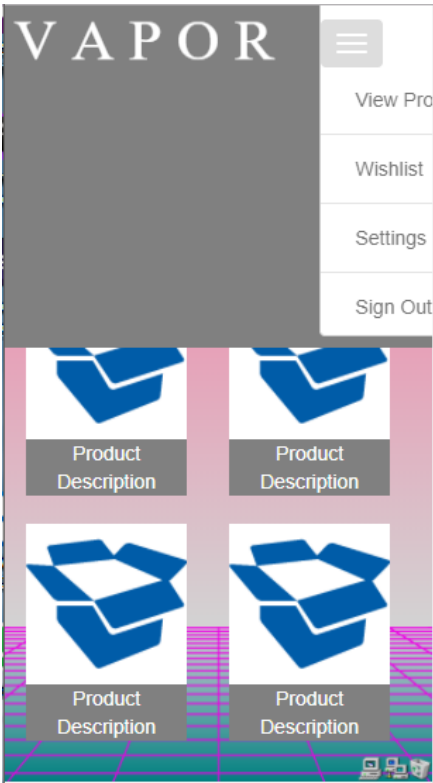 VAPOR
View Pro
Wishlist
Settings
Sign Out
Product
Description
Product
Description
Product
Description
Product
Description